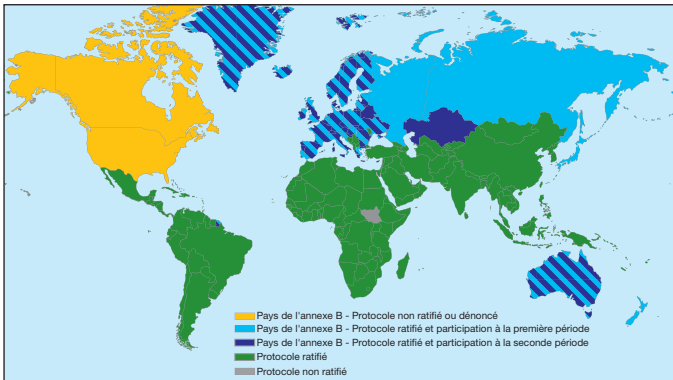 Pays de l'annexe B - Protocole non ratifié ou dénoncé
Pays de l'annexe B - Protocole ratifié et participation à la première période
Pays de l'annexe B - Protocole ratifié et participation à la seconde période
Protocole ratifié
Protocole non ratifié